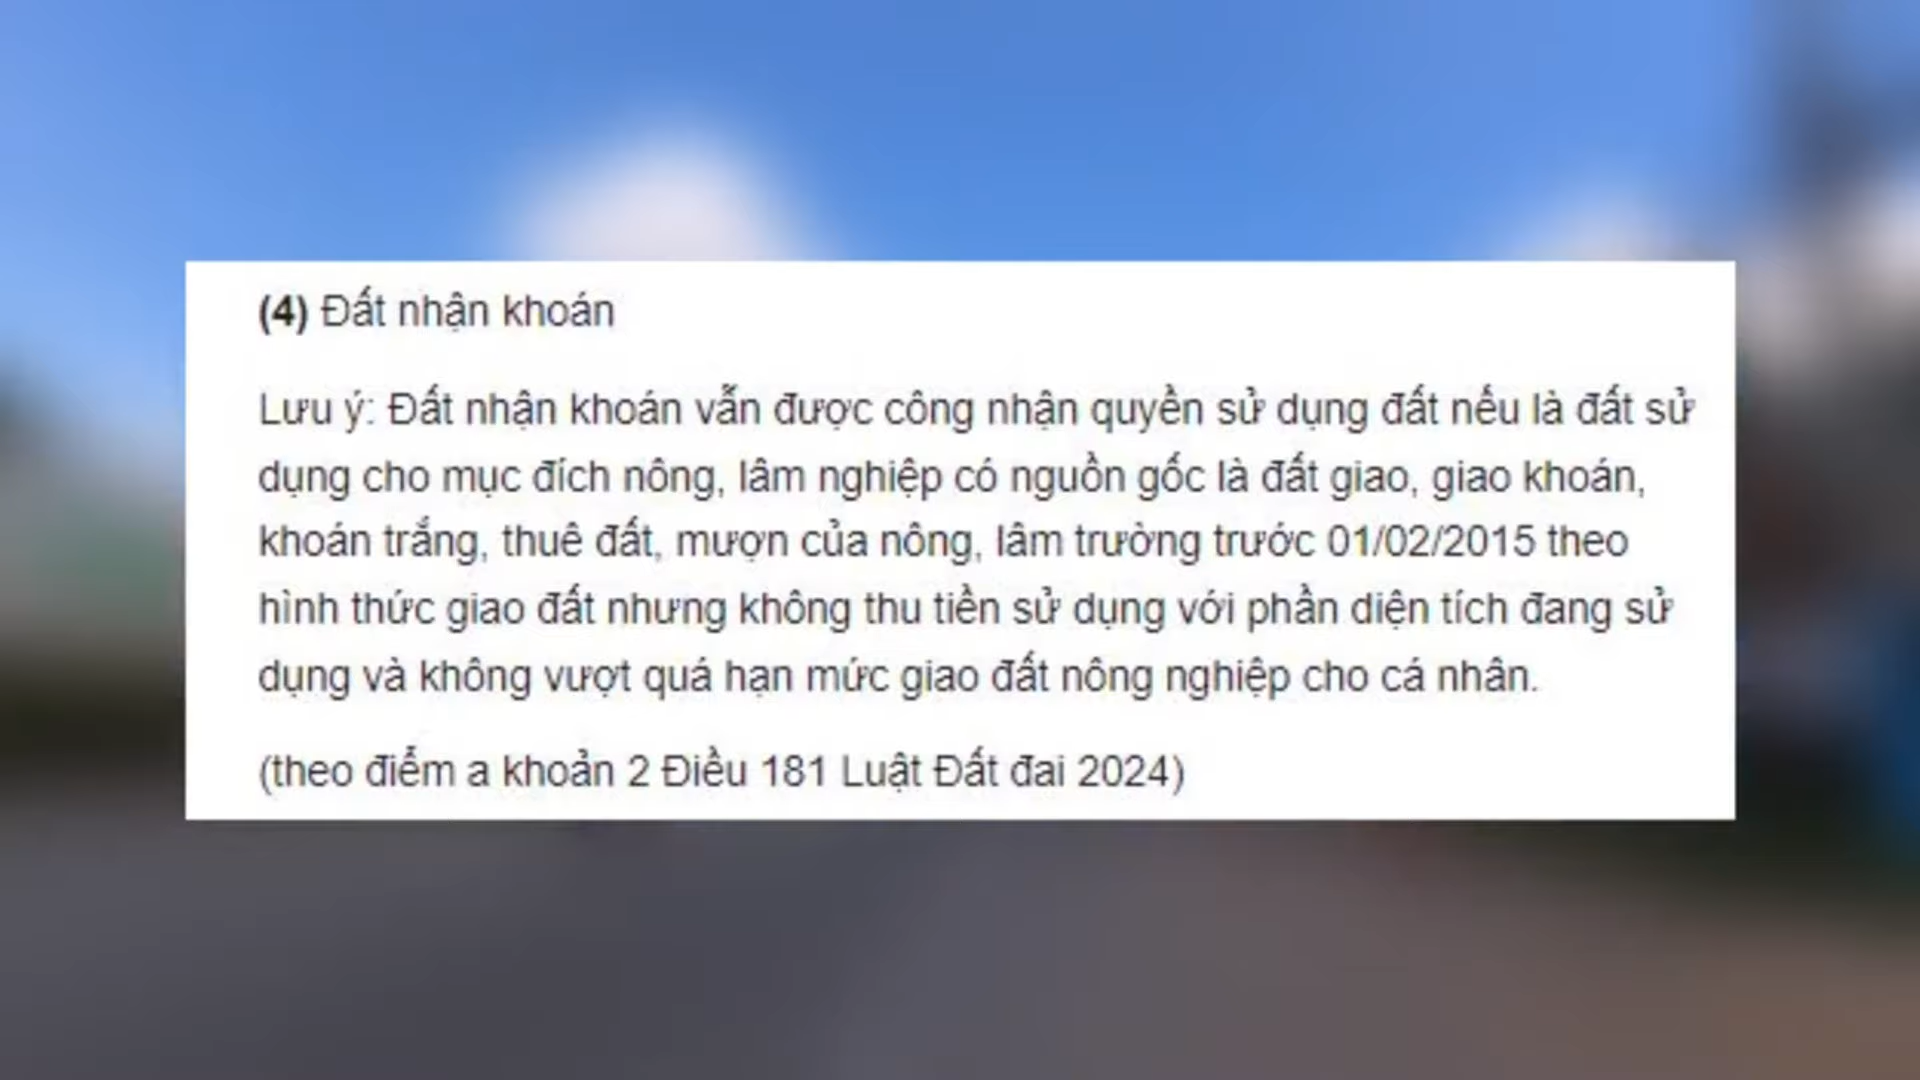 (4) Đất nhận khoán
Lưu ý: Đất nhận khoán vẫn được công nhận quyền sử dụng đất nếu là đất sử
dụng cho mục đích nông, lâm nghiệp có nguồn gốc là đất giao, giao khoán,
khoán trắng, thuê đất, mượn của nông, lâm trường trước 01/02/2015 theo
hình thức giao đất nhưng không thu tiền sử dụng với phần diện tích đang sử
dụng và không vượt quá hạn mức giao đất nông nghiệp cho cá nhân.
(theo điểm a khoản 2 Điều 181 Luật Đất đai 2024)